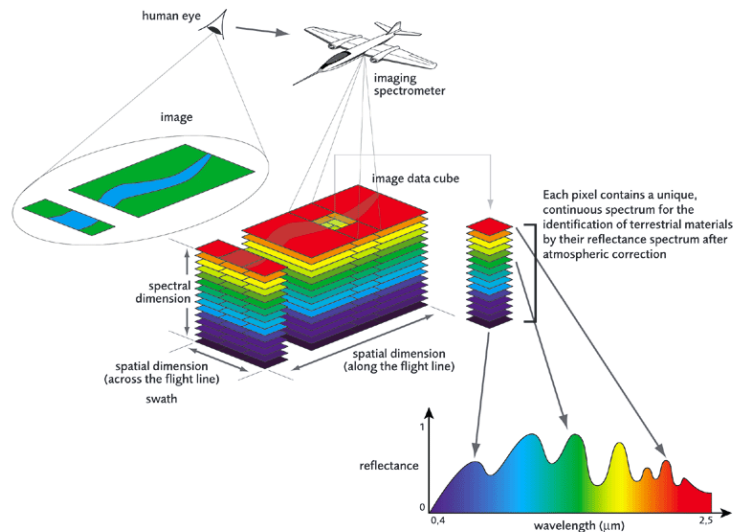 human eye
imaging
spectrometer
image
image data cube
Each pixel contains a unique,
continuous spectrum for the
identification of terrestrial materials
by their reflectance spectrum after
atmospheric correction
spectral
dimension
spatial dimension
(across the flight line)
swath
spatial dimension
(along the flight line)
1
reflectance
0
0,4
wavelength (μm)
2,5